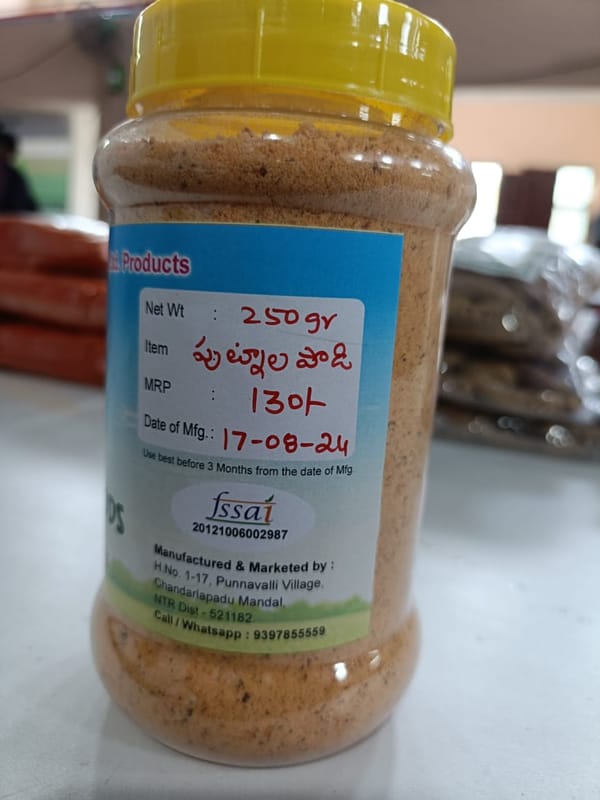 Products
Net Wt : 250gr
Item పుట్నాల పొడి
MRP : 130/-
Date of Mfg.: 17-08-24
Use best before 3 Months from the date of Mfg.
fssai
20121006002987
Manufactured & Marketed by :
H.No. 1-17, Punnavalli Village,
Chandarlapadu Mandal,
NTR Dist - 521182
Call / Whatsapp : 9397855559